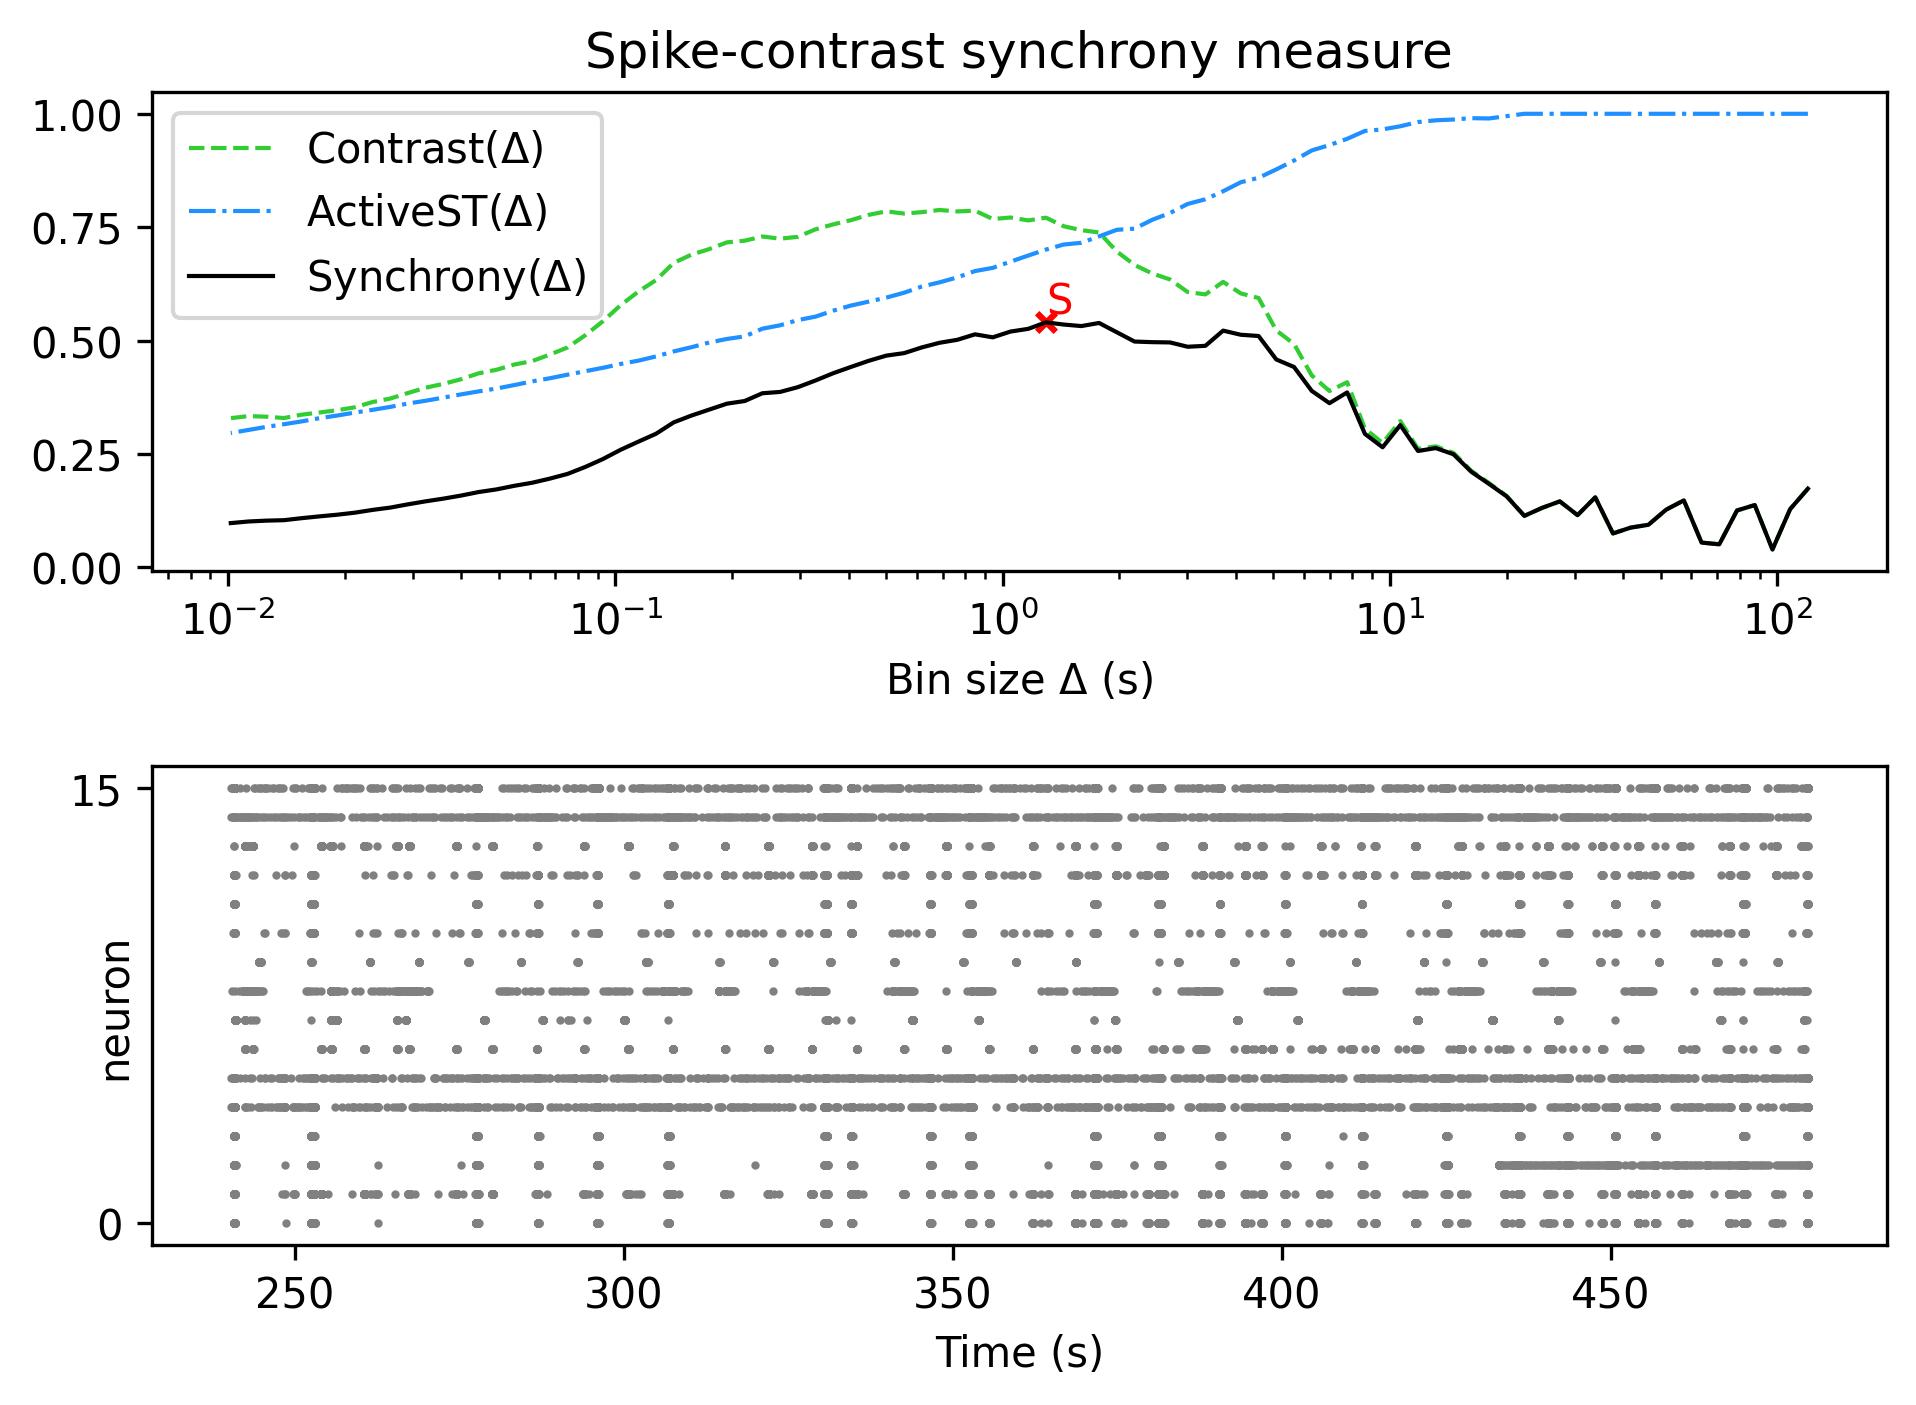 Spike-contrast synchrony measure
1.00
0.75
0.50
0.25
0.00
Contrast(Δ)
ActiveST(Δ)
Synchrony(Δ)
S
10⁻² 10⁻¹ 10⁰ 10¹ 10²
Bin size Δ (s)
15
neuron
0
250 300 350 400 450
Time (s)